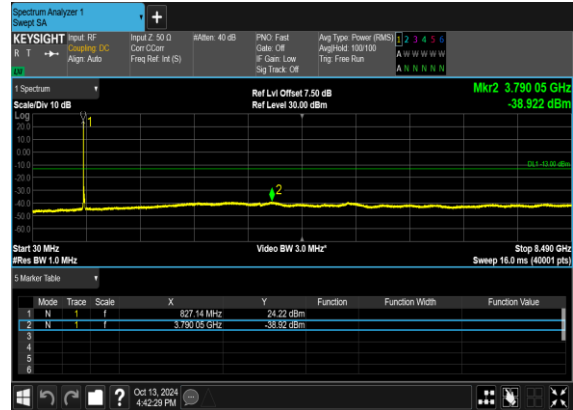 Spectrum Analyzer 1
Swept SA
+
KEYSIGHT Input: RF Input Z: 50 Ω #Atten: 40 dB PNO: Fast Avg Type: Power (RMS) 1 2 3 4 5 6
R T Coupling: DC Corr CCorr Gate: Off Avg|Hold: 100/100 A W W W W W
Align: Auto Freq Ref: Int (S) IF Gain: Low Trig: Free Run
Sig Track: Off A N N N N N
1 Spectrum
Ref Lvl Offset 7.50 dB Mkr2 3.790 05 GHz
Scale/Div 10 dB Ref Level 30.00 dBm -38.922 dBm
Log
1
20.0
10.0
0.00
-10.0
DL1 -13.00 dBm
-20.0
-30.0
2
-40.0
-50.0
-60.0
Start 30 MHz Video BW 3.0 MHz* Stop 8.490 GHz
#Res BW 1.0 MHz Sweep 16.0 ms (40001 pts)
5 Marker Table
Mode Trace Scale X Y Function Function Width Function Value
1 N 1 f 827.14 MHz 24.22 dBm
2 N 1 f 3.790 05 GHz -38.92 dBm
3
4
5
6
? Oct 13, 2024
4:42:29 PM